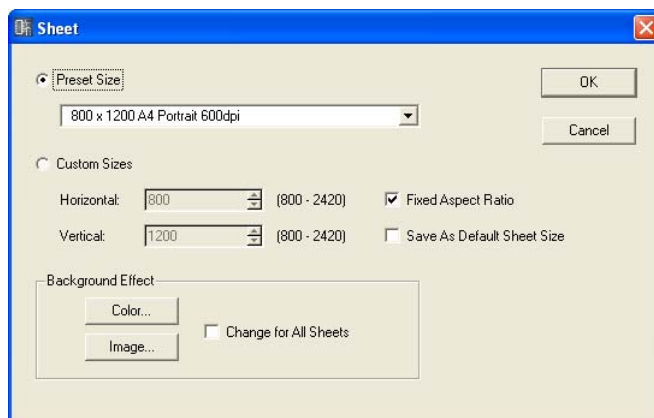 Sheet
Preset Size
OK
800 x 1200 A4 Portrait 600dpi
Cancel
Custom Sizes
Horizontal: 800 (800 - 2420) Fixed Aspect Ratio
Vertical: 1200 (800 - 2420) Save As Default Sheet Size
Background Effect
Color...
Change for All Sheets
Image...